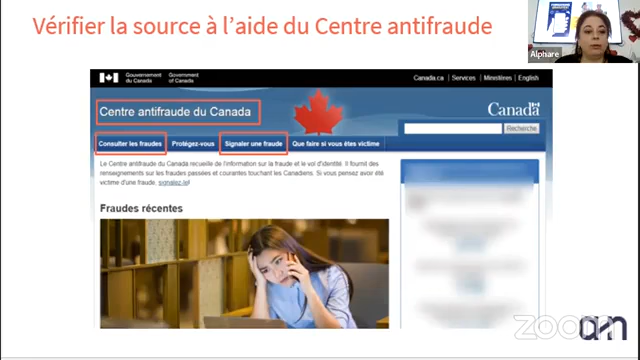 Vérifier la source à l'aide du Centre antifraude
Alphare
Gouvernement du Canada
Government of Canada
Canada.ca | Services | Ministères | English
Centre antifraude du Canada
Canada
Recherche
Consulter les fraudes Protégez-vous Signaler une fraude Que faire si vous êtes victime
Le Centre antifraude du Canada recueille de l'information sur la fraude et le vol d'identité. Il fournit des
renseignements sur les fraudes passées et courantes touchant les Canadiens. Si vous pensez avoir été
victime d'une fraude, signalez-le!
Fraudes récentes
zoom
an